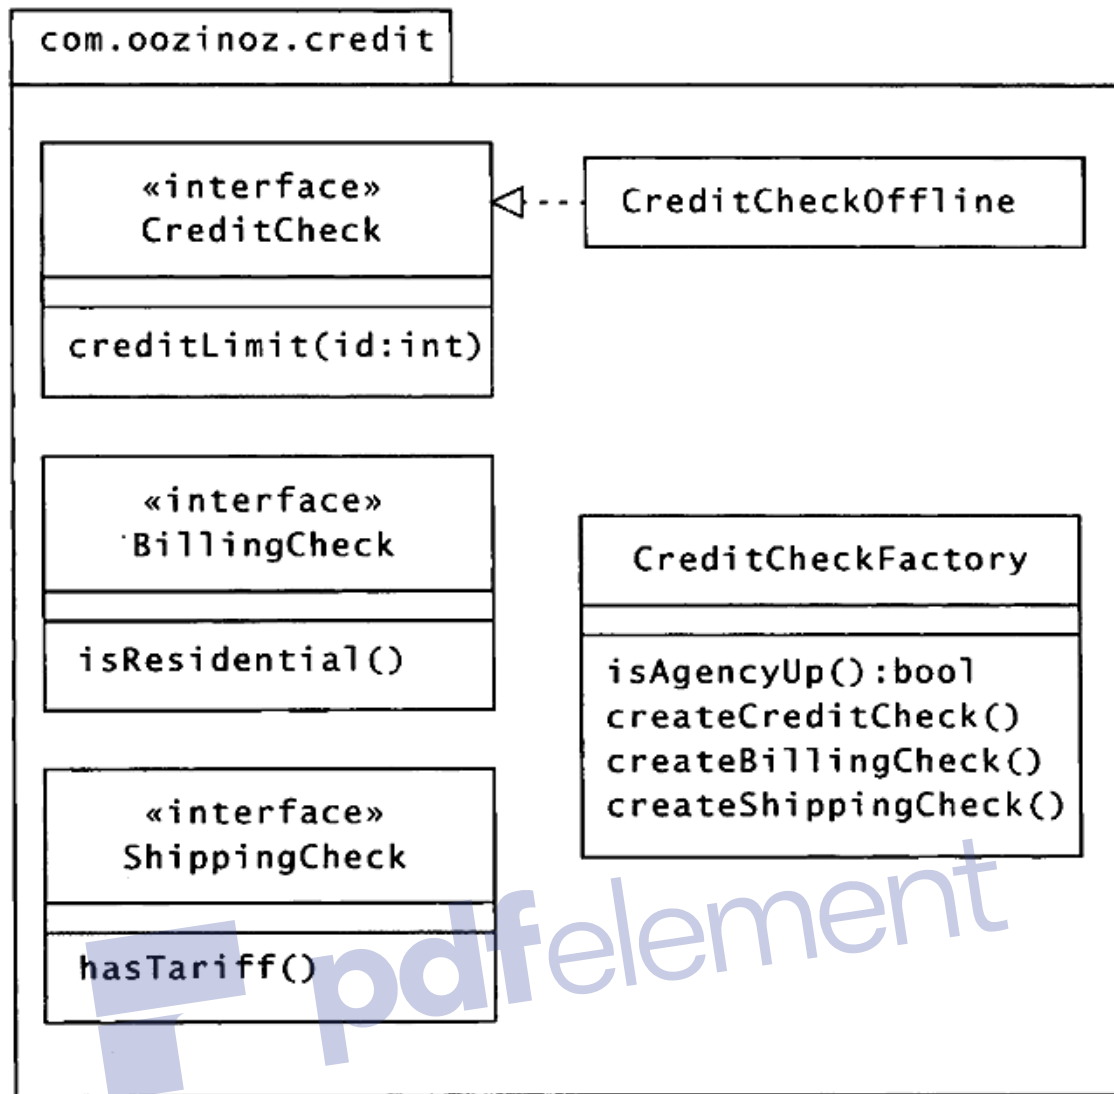 com.oozinoz.credit
«interface»
CreditCheck
creditLimit(id:int)
CreditCheckOffline
«interface»
BillingCheck
isResidential()
CreditCheckFactory
isAgencyUp():bool
createCreditCheck()
createBillingCheck()
createShippingCheck()
«interface»
ShippingCheck
hasTariff()
pdfelement